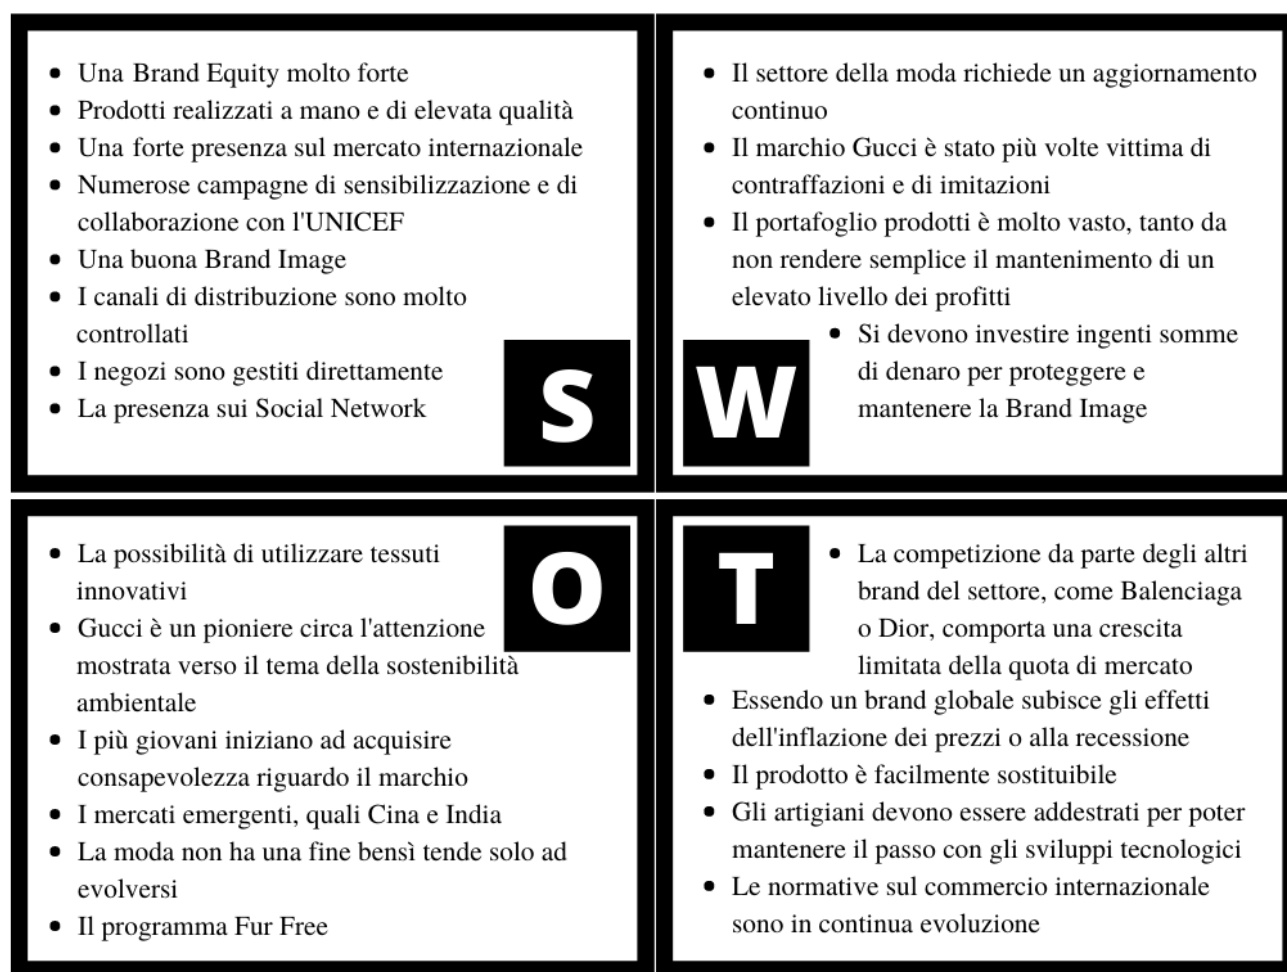 • Una Brand Equity molto forte
• Prodotti realizzati a mano e di elevata qualità
• Una forte presenza sul mercato internazionale
• Numerose campagne di sensibilizzazione e di
collaborazione con l'UNICEF
• Una buona Brand Image
• I canali di distribuzione sono molto
controllati
• I negozi sono gestiti direttamente
• La presenza sui Social Network
S
• Il settore della moda richiede un aggiornamento
continuo
• Il marchio Gucci è stato più volte vittima di
contraffazioni e di imitazioni
• Il portafoglio prodotti è molto vasto, tanto da
non rendere semplice il mantenimento di un
elevato livello dei profitti
• Si devono investire ingenti somme
di denaro per proteggere e
mantenere la Brand Image
W
• La possibilità di utilizzare tessuti
innovativi
• Gucci è un pioniere circa l'attenzione
mostrata verso il tema della sostenibilità
ambientale
• I più giovani iniziano ad acquisire
consapevolezza riguardo il marchio
• I mercati emergenti, quali Cina e India
• La moda non ha una fine bensì tende solo ad
evolversi
• Il programma Fur Free
O
T
• La competizione da parte degli altri
brand del settore, come Balenciaga
o Dior, comporta una crescita
limitata della quota di mercato
• Essendo un brand globale subisce gli effetti
dell'inflazione dei prezzi o alla recessione
• Il prodotto è facilmente sostituibile
• Gli artigiani devono essere addestrati per poter
mantenere il passo con gli sviluppi tecnologici
• Le normative sul commercio internazionale
sono in continua evoluzione